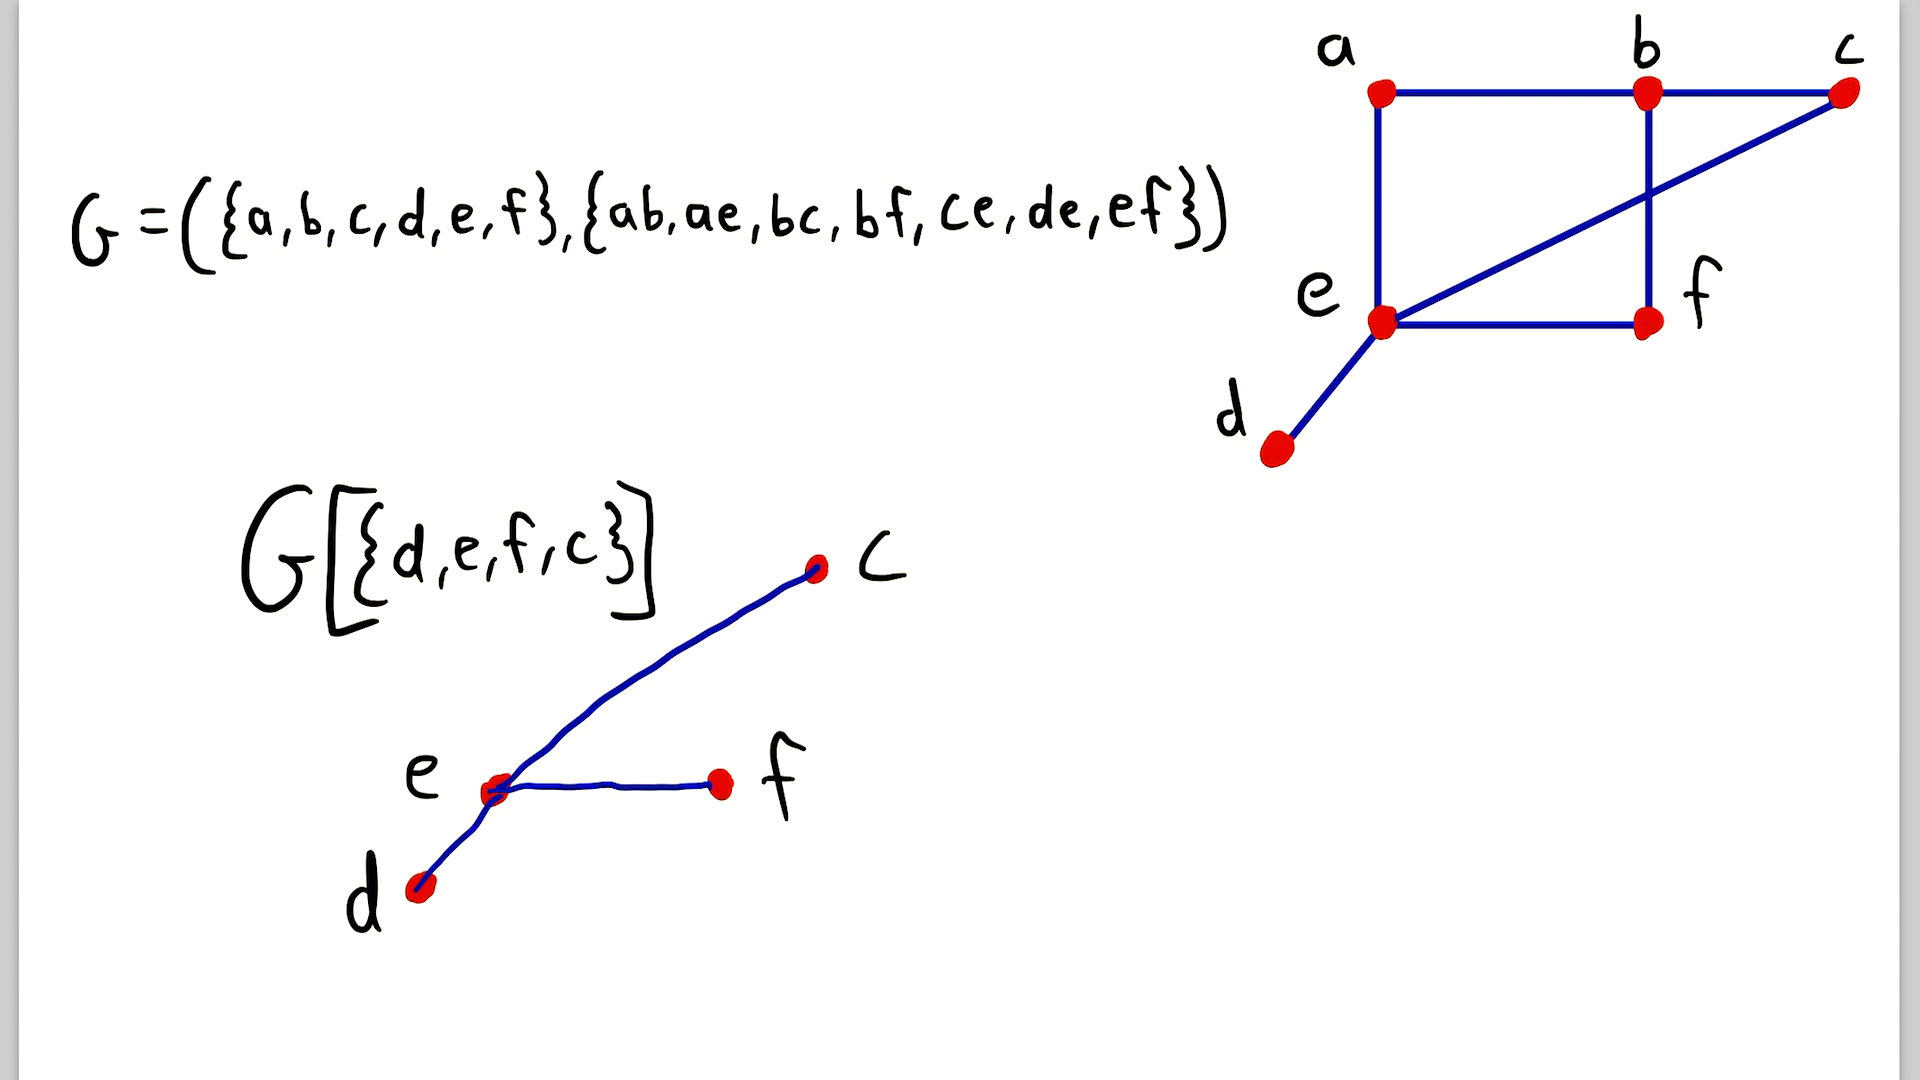 a b c
G = ({a, b, c, d, e, f}, {ab, ae, bc, bf, ce, de, ef})
e f
d
G[{d, e, f, c}]
c
e f
d